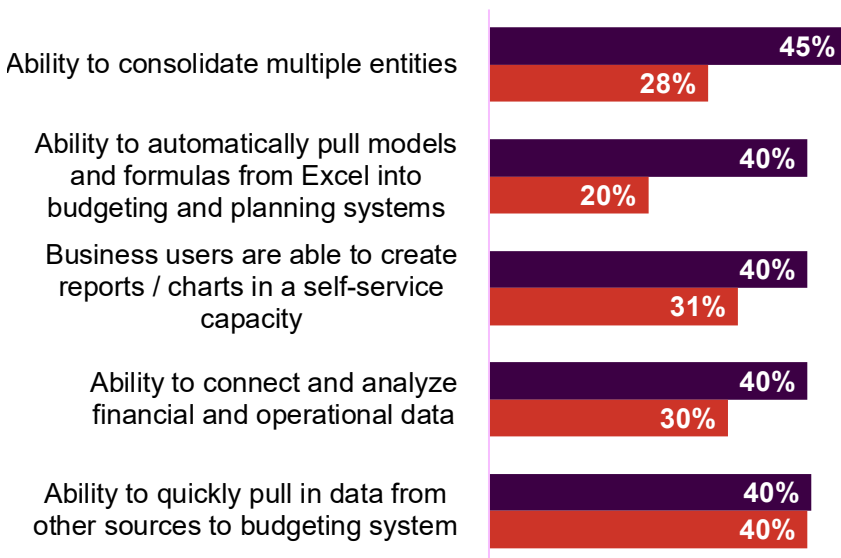 Ability to consolidate multiple entities
45%
28%
Ability to automatically pull models
and formulas from Excel into
budgeting and planning systems
40%
20%
Business users are able to create
reports / charts in a self-service
capacity
40%
31%
Ability to connect and analyze
financial and operational data
40%
30%
Ability to quickly pull in data from
other sources to budgeting system
40%
40%